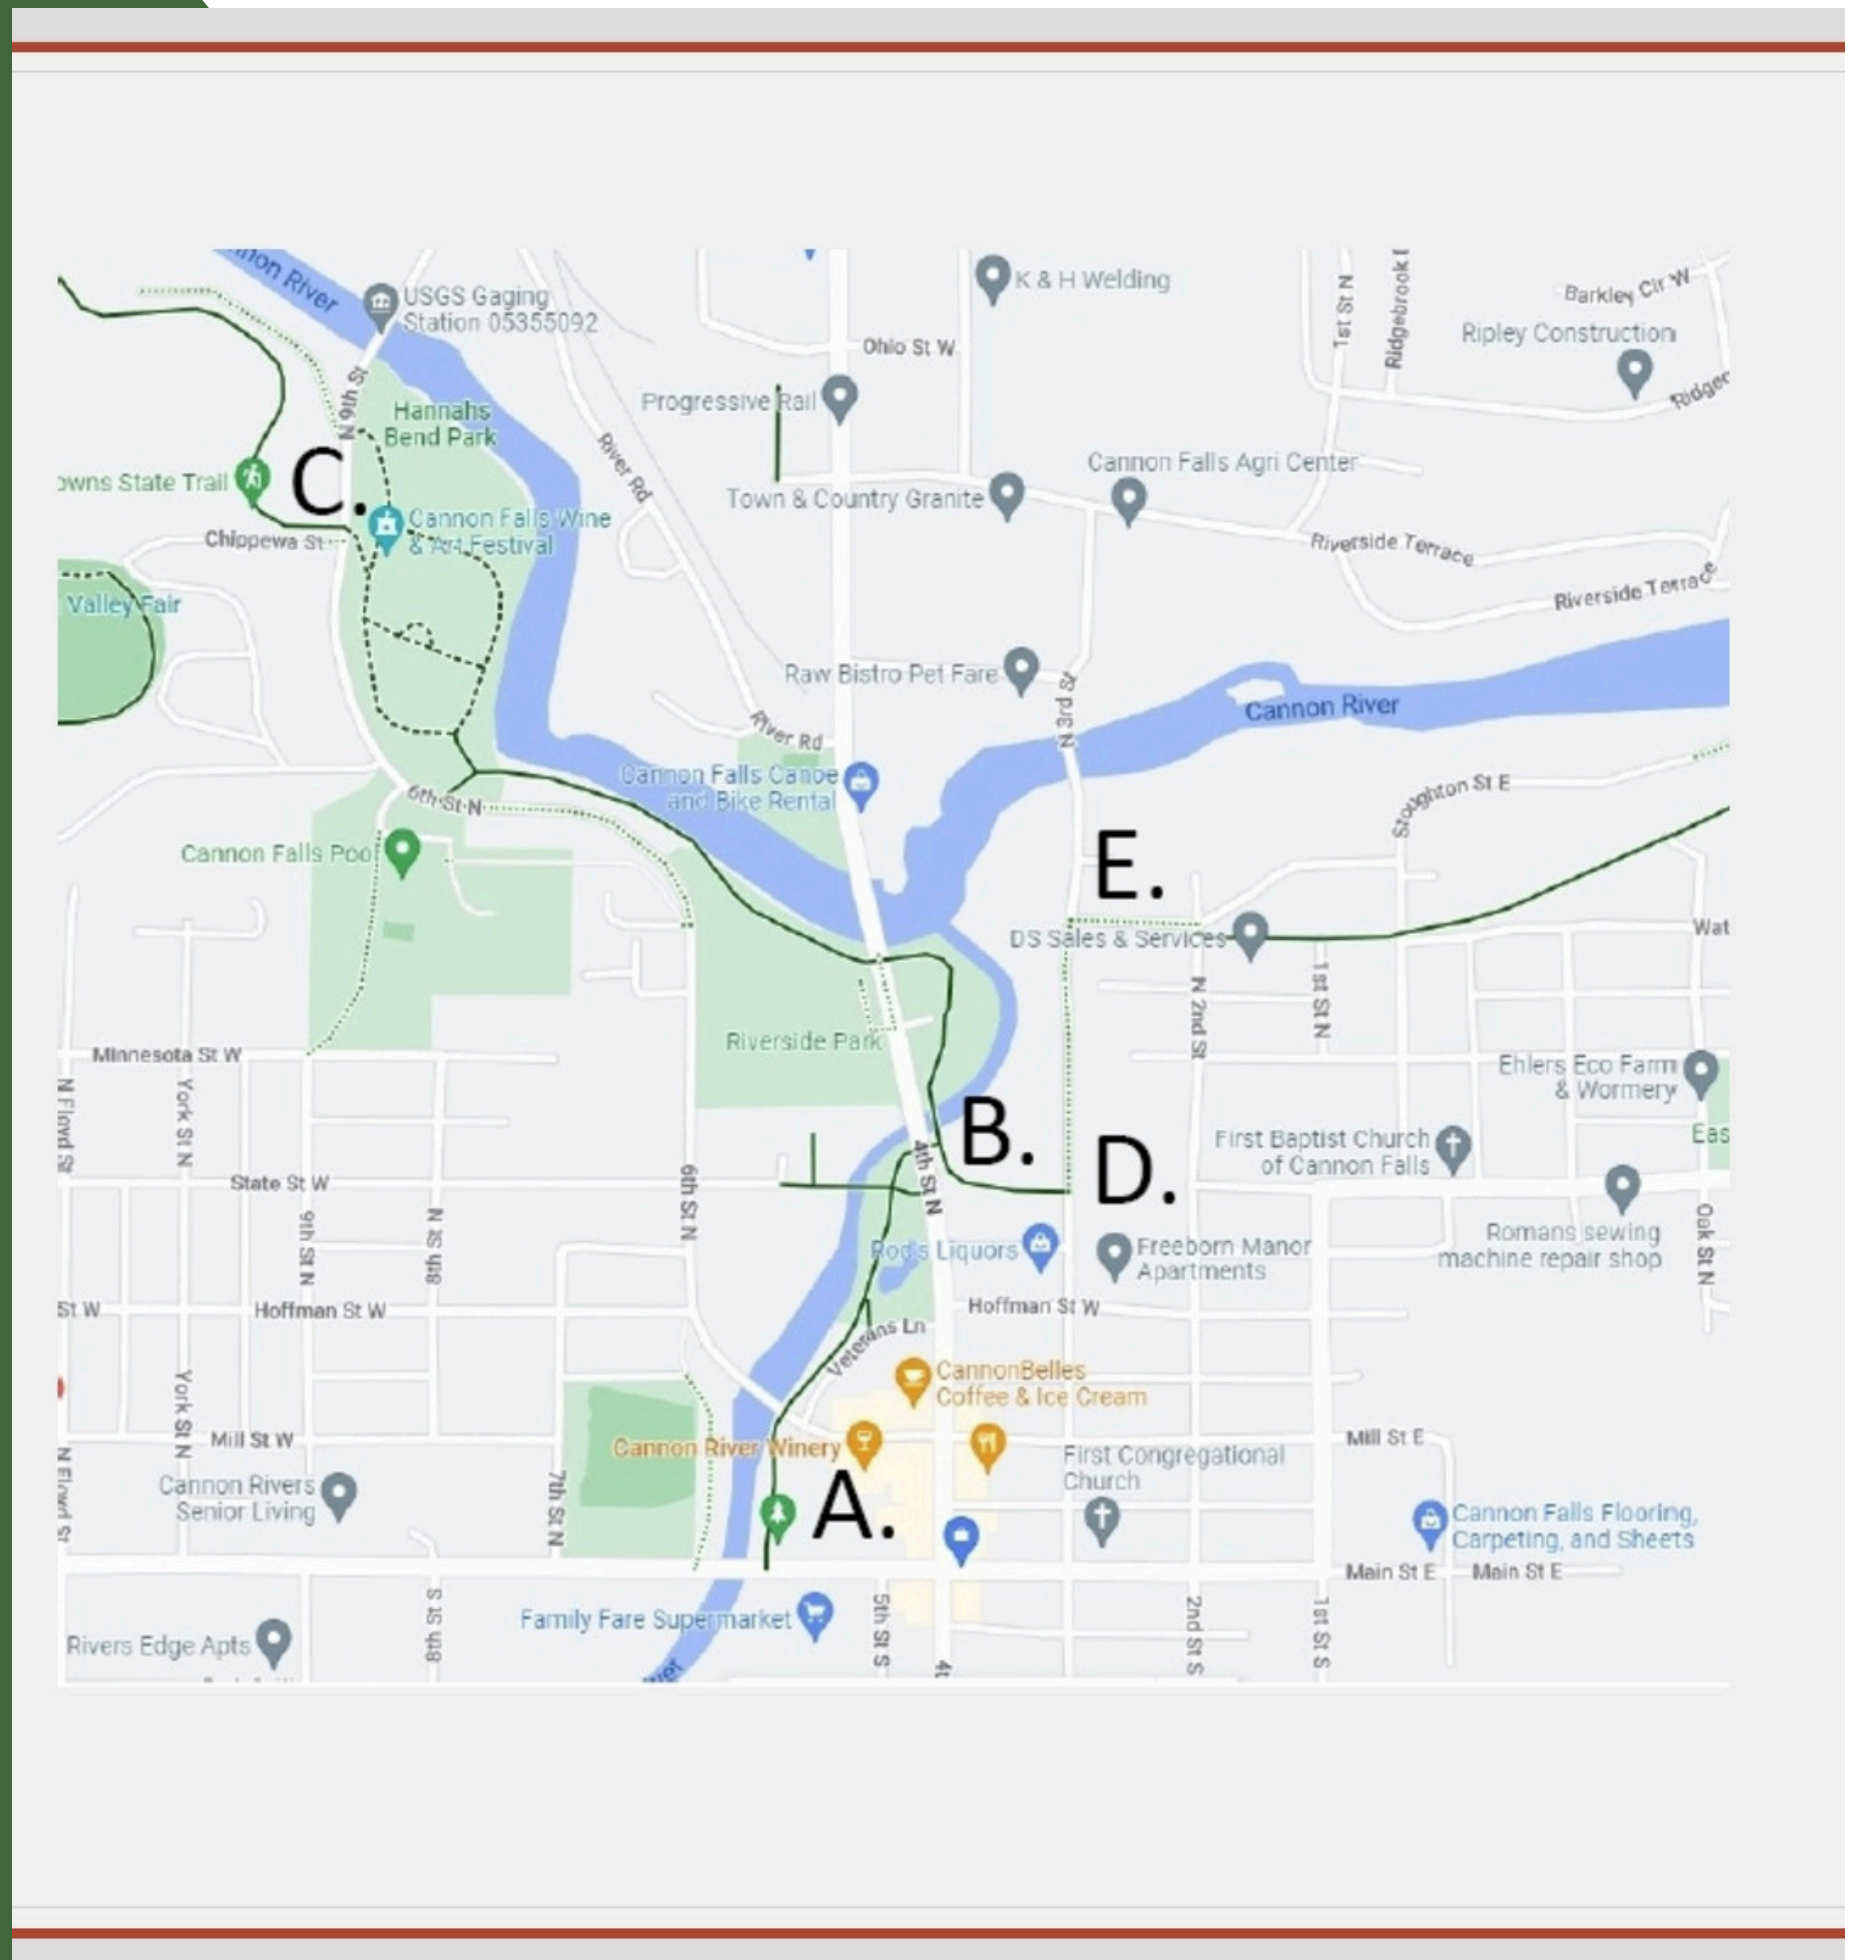 nnon River
USGS Gaging
Station 05355092
K & H Welding
1st St N
Barkley Cir W
Ripley Construction
Ohio St W
N 9th St
Hannahs
Bend Park
Progressive Rail
River Rd
Cannon Falls Agri Center
owns State Trail
C.
Town & Country Granite
Cannon Falls Wine
& Art Festival
Chippewa St
Riverside Terrace
Riverside Terrace
Valley Fair
Raw Bistro Pet Fare
N 3rd St
Cannon River
River Rd
Cannon Falls Canoe
and Bike Rental
6th St N
Stoughton St E
Cannon Falls Pool
E.
DS Sales & Services
Wat
N 2nd St
1st St N
Riverside Park
Minnesota St W
Ehlers Eco Farm
& Wormery
N Floyd St
York St N
B.
D.
First Baptist Church
of Cannon Falls
Eas
4th St N
State St W
6th St N
9th St N
N 8th St
Romans sewing
machine repair shop
Oak St N
Rod's Liquors
Freeborn Manor
Apartments
St W
Hoffman St W
Hoffman St W
Veterans Ln
CannonBelles
Coffee & Ice Cream
York St N
Mill St W
Cannon River Winery
First Congregational
Church
Mill St E
Cannon Rivers
Senior Living
N Floyd St
7th St N
A.
Cannon Falls Flooring,
Carpeting, and Sheets
Main St E
Main St E
Family Fare Supermarket
8th St S
5th St S
2nd St S
1st St S
Rivers Edge Apts
4t